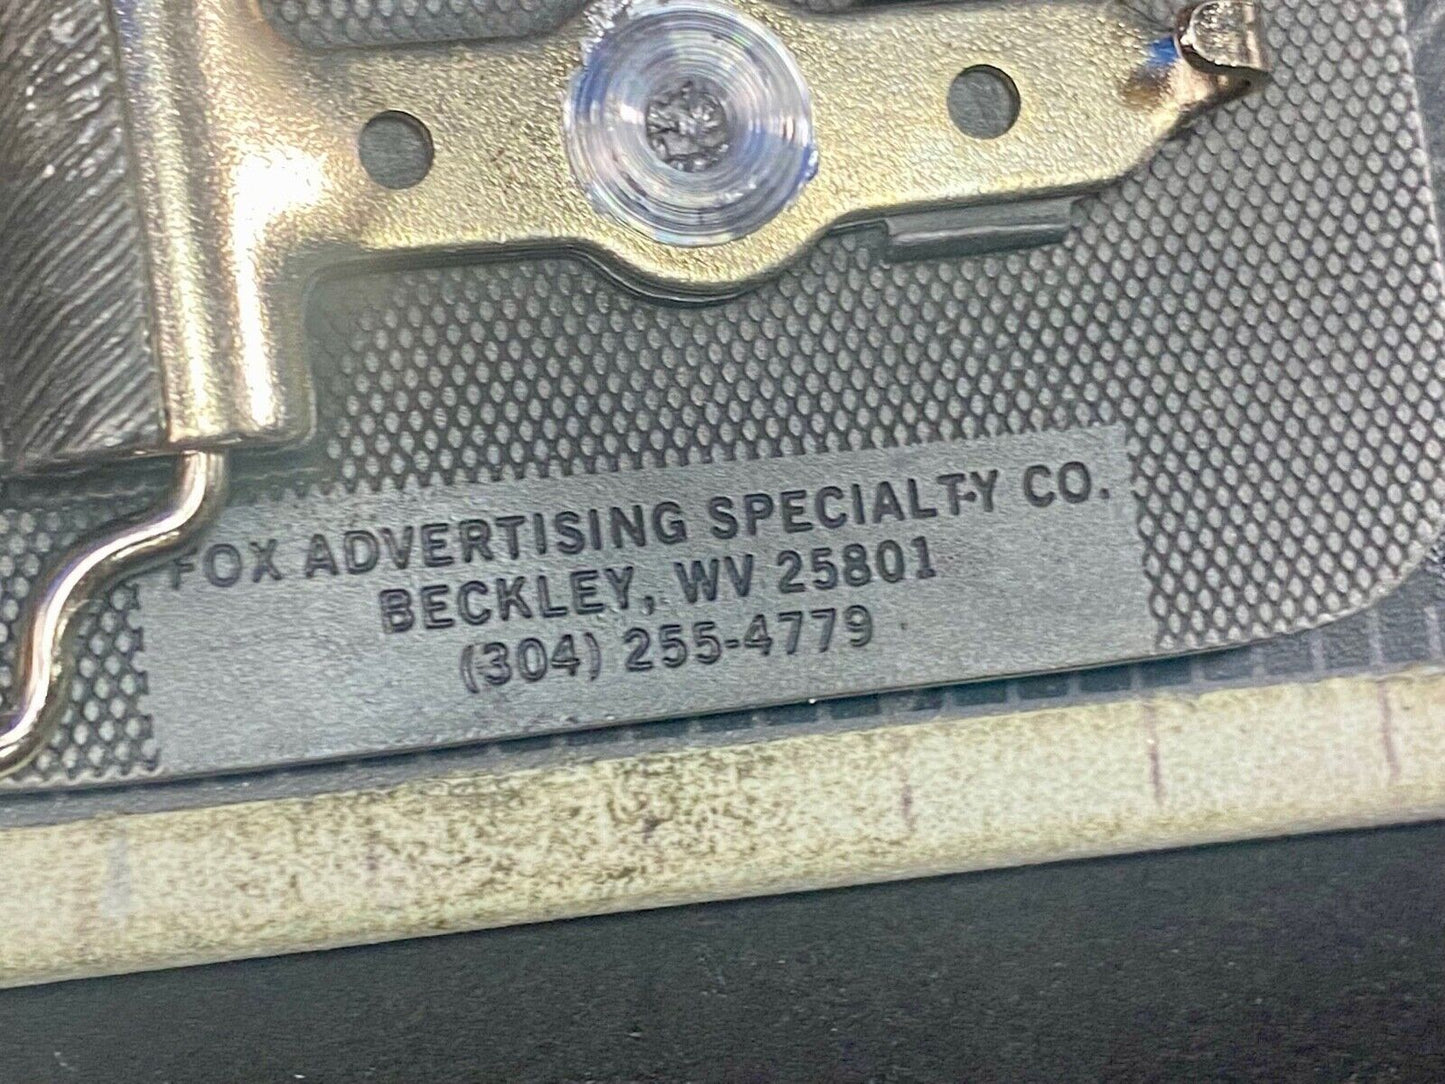 FOX ADVERTISING SPECIALTY CO.
BECKLEY, WV 25801
(304) 255-4779